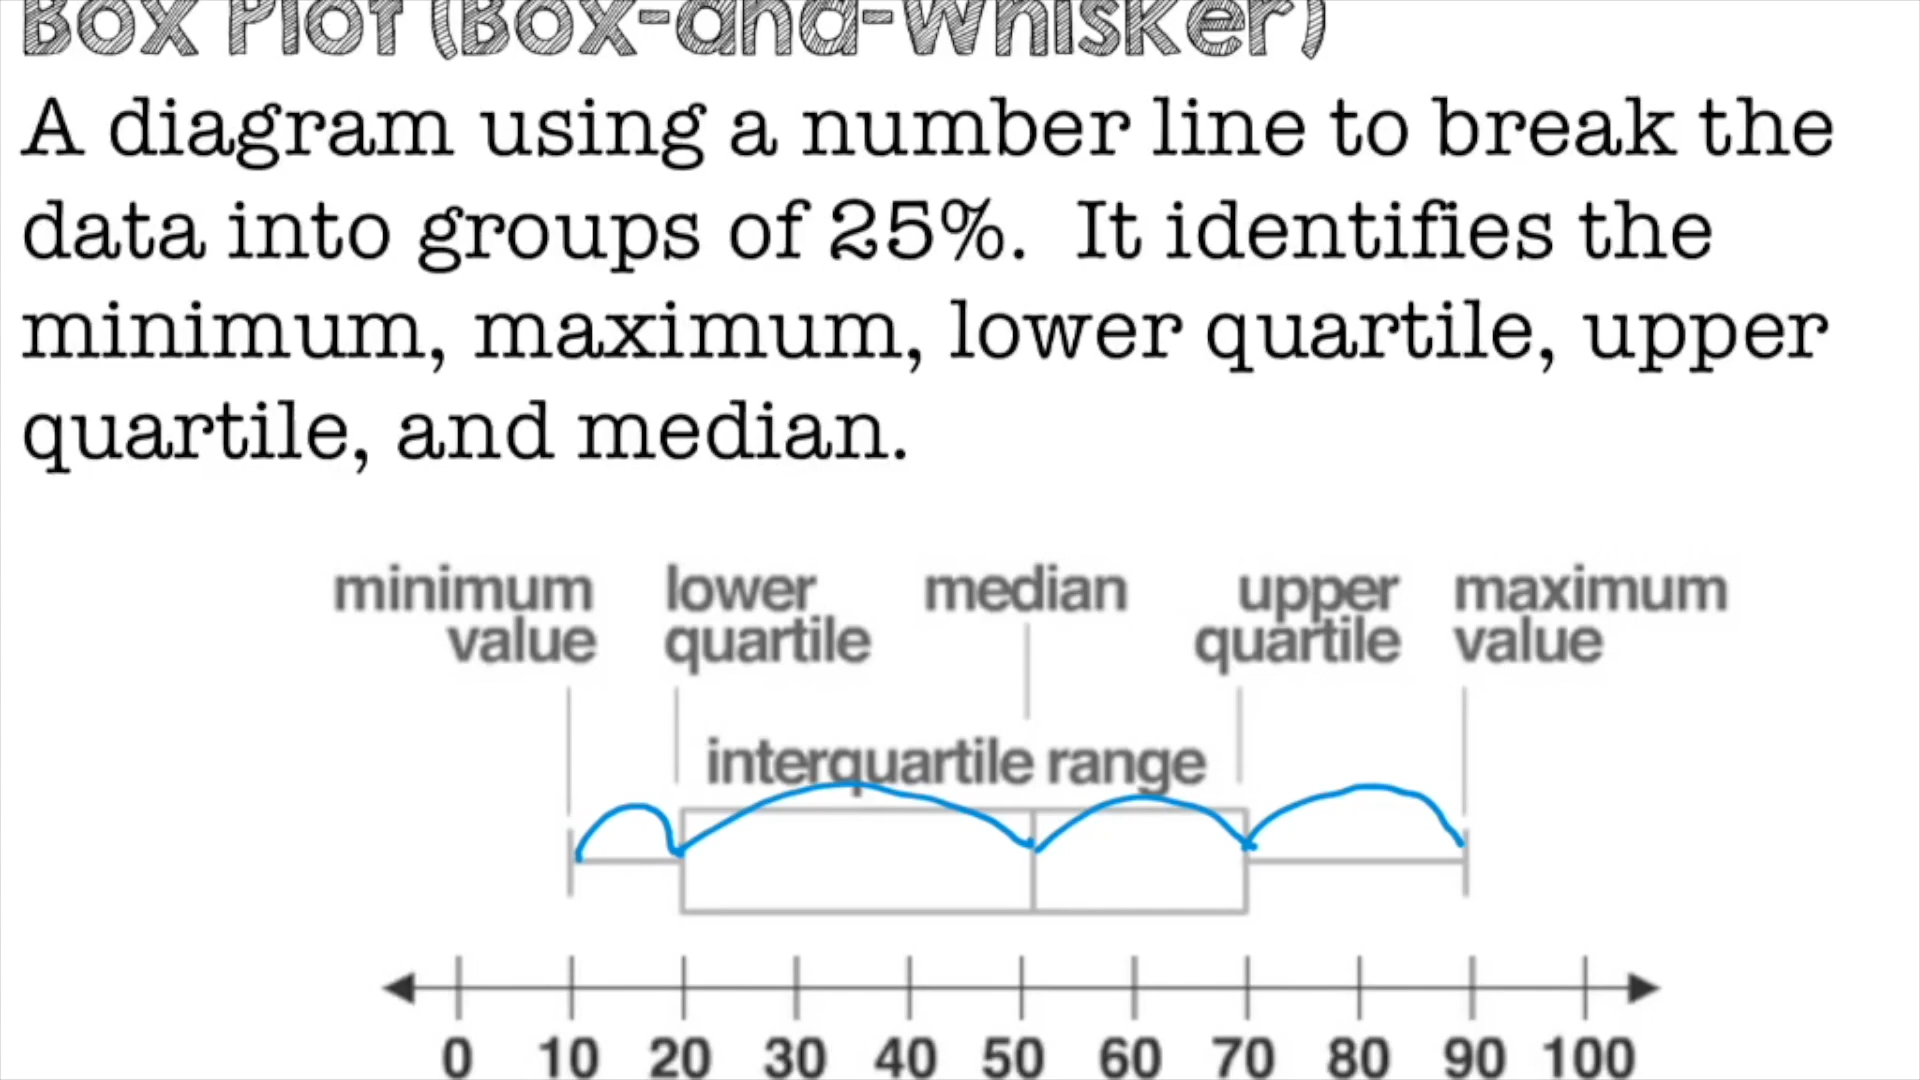 Box Plot (Box-and-Whisker)
A diagram using a number line to break the
data into groups of 25%. It identifies the
minimum, maximum, lower quartile, upper
quartile, and median.
minimum value
lower quartile
median
upper quartile
maximum value
interquartile range
0 10 20 30 40 50 60 70 80 90 100